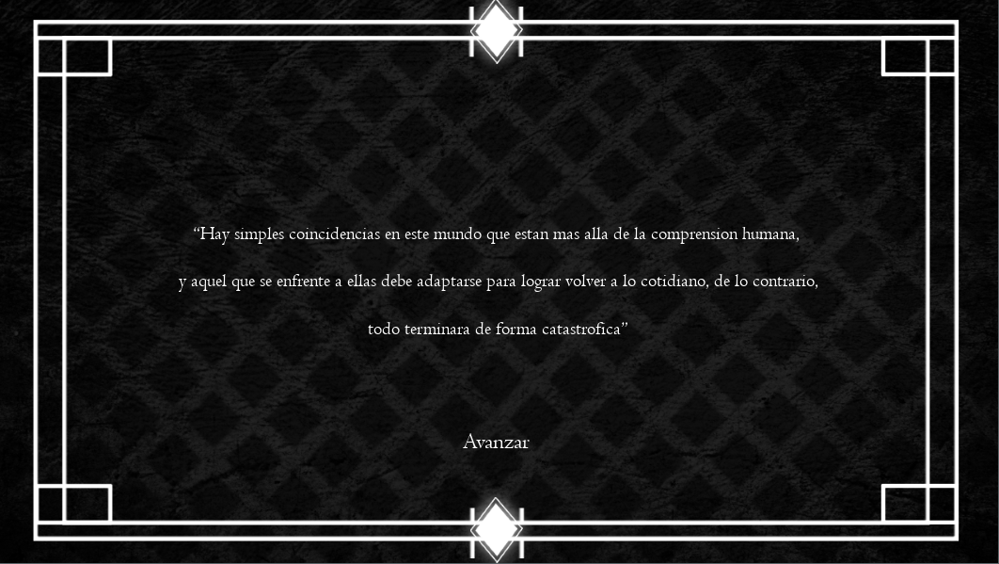 “Hay simples coincidencias en este mundo que estan mas alla de la comprension humana,
y aquel que se enfrente a ellas debe adaptarse para lograr volver a lo cotidiano, de lo contrario,
todo terminara de forma catastrofica”
Avanzar